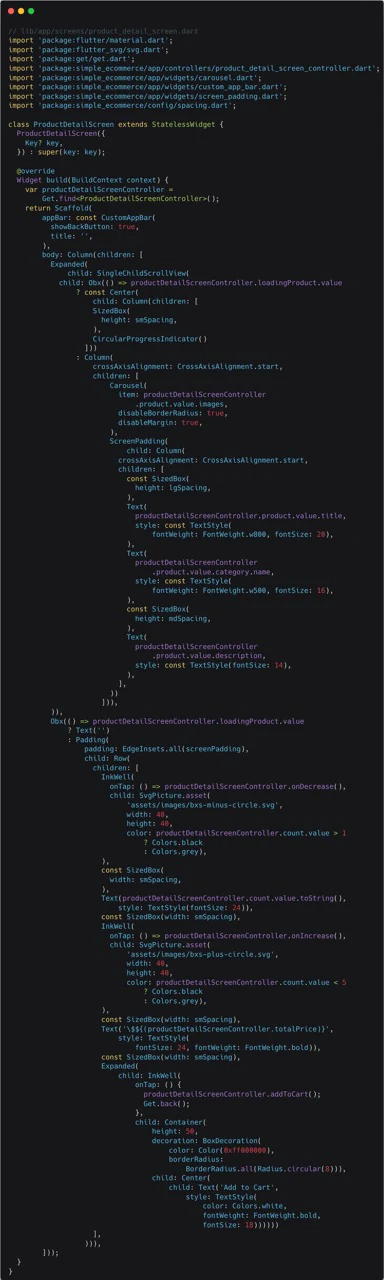 // lib/app/screens/product_detail_screen.dart
import 'package:flutter/material.dart';
import 'package:flutter_svg/svg.dart';
import 'package:get/get.dart';
import 'package:simple_ecommerce/app/controllers/product_detail_screen_controller.dart';
import 'package:simple_ecommerce/app/widgets/carousel.dart';
import 'package:simple_ecommerce/app/widgets/custom_app_bar.dart';
import 'package:simple_ecommerce/app/widgets/screen_padding.dart';
import 'package:simple_ecommerce/config/spacing.dart';
class ProductDetailScreen extends StatelessWidget {
ProductDetailScreen({
Key? key,
}) : super(key: key);
@override
Widget build(BuildContext context) {
var productDetailScreenController =
Get.find<ProductDetailScreenController>();
return Scaffold(
appBar: const CustomAppBar(
showBackButton: true,
title: '',
),
body: Column(children: [
Expanded(
child: SingleChildScrollView(
child: Obx(() => productDetailScreenController.loadingProduct.value
? const Center(
child: Column(children: [
SizedBox(
height: smSpacing,
),
CircularProgressIndicator()
]))
: Column(
crossAxisAlignment: CrossAxisAlignment.start,
children: [
Carousel(
item: productDetailScreenController
.product.value.images,
disableBorderRadius: true,
disableMargin: true,
),
ScreenPadding(
child: Column(
crossAxisAlignment: CrossAxisAlignment.start,
children: [
const SizedBox(
height: lgSpacing,
),
Text(
productDetailScreenController.product.value.title,
style: const TextStyle(
fontWeight: FontWeight.w800, fontSize: 20),
),
Text(
productDetailScreenController
.product.value.category.name,
style: const TextStyle(
fontWeight: FontWeight.w500, fontSize: 16),
),
const SizedBox(
height: mdSpacing,
),
Text(
productDetailScreenController
.product.value.description,
style: const TextStyle(fontSize: 14),
),
],
))
])),
)),
Obx(() => productDetailScreenController.loadingProduct.value
? Text('')
: Padding(
padding: EdgeInsets.all(screenPadding),
child: Row(
children: [
InkWell(
onTap: () => productDetailScreenController.onDecrease(),
child: SvgPicture.asset(
'assets/images/bxs-minus-circle.svg',
width: 40,
height: 40,
color: productDetailScreenController.count.value > 1
? Colors.black
: Colors.grey),
),
const SizedBox(
width: smSpacing,
),
Text(productDetailScreenController.count.value.toString(),
style: TextStyle(fontSize: 24)),
const SizedBox(width: smSpacing),
InkWell(
onTap: () => productDetailScreenController.onIncrease(),
child: SvgPicture.asset(
'assets/images/bxs-plus-circle.svg',
width: 40,
height: 40,
color: productDetailScreenController.count.value < 5
? Colors.black
: Colors.grey),
),
const SizedBox(width: smSpacing),
Text('\$${(productDetailScreenController.totalPrice)}',
style: TextStyle(
fontSize: 24, fontWeight: FontWeight.bold)),
const SizedBox(width: smSpacing),
Expanded(
child: InkWell(
onTap: () {
productDetailScreenController.addToCart();
Get.back();
},
child: Container(
height: 50,
decoration: BoxDecoration(
color: Color(0xff000000),
borderRadius:
BorderRadius.all(Radius.circular(8))),
child: Center(
child: Text('Add to Cart',
style: TextStyle(
color: Colors.white,
fontWeight: FontWeight.bold,
fontSize: 18))))))
],
))),
]));
}
}